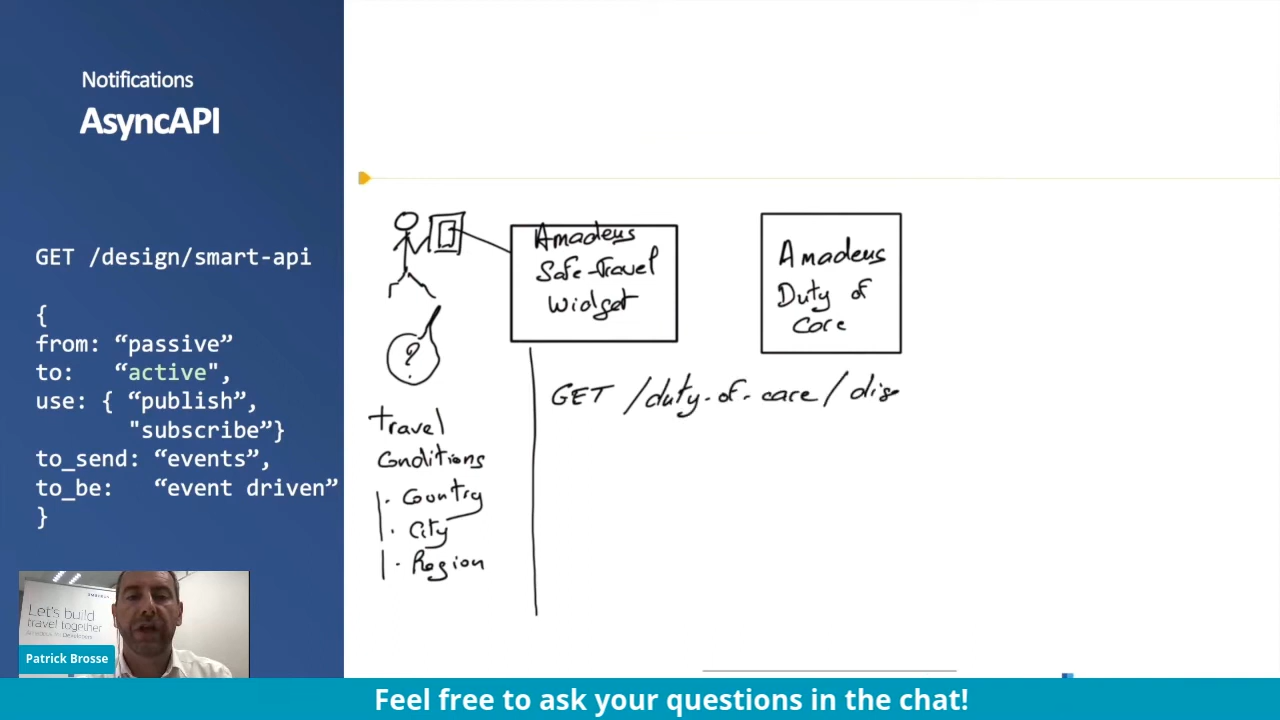 Notifications
AsyncAPI
GET /design/smart-api
{
from: “passive”
to: “active",
use: { “publish”,
"subscribe”}
to_send: “events”,
to_be: “event driven”
}
Let's build
travel together
Patrick Brosse
Amadeus
Safe-Travel
Widget
Amadeus
Duty of
Care
?
GET /duty-of-care/dis
Travel
Conditions
· Country
· City
· Region
Feel free to ask your questions in the chat!